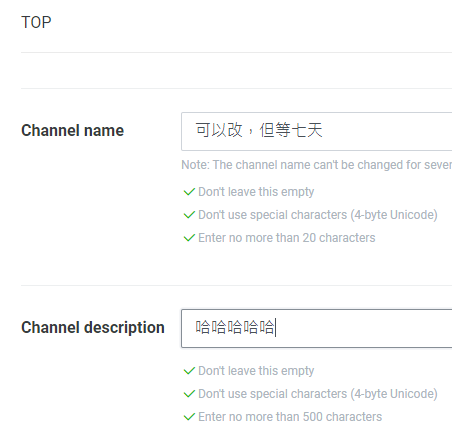 TOP
Channel name
可以改，但等七天
Note: The channel name can't be changed for sever
Don't leave this empty
Don't use special characters (4-byte Unicode)
Enter no more than 20 characters
Channel description
哈哈哈哈哈
Don't leave this empty
Don't use special characters (4-byte Unicode)
Enter no more than 500 characters